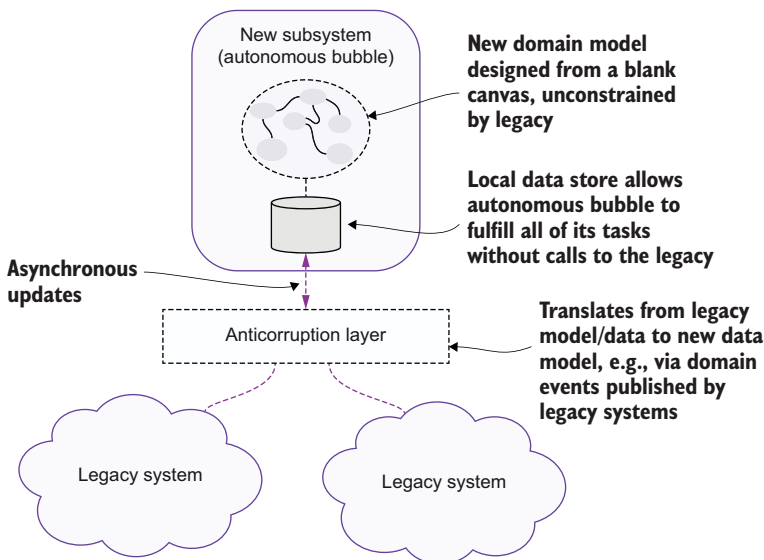 New subsystem
(autonomous bubble)
New domain model
designed from a blank
canvas, unconstrained
by legacy
Local data store allows
autonomous bubble to
fulfill all of its tasks
without calls to the legacy
Asynchronous
updates
Anticorruption layer
Translates from legacy
model/data to new data
model, e.g., via domain
events published by
legacy systems
Legacy system
Legacy system